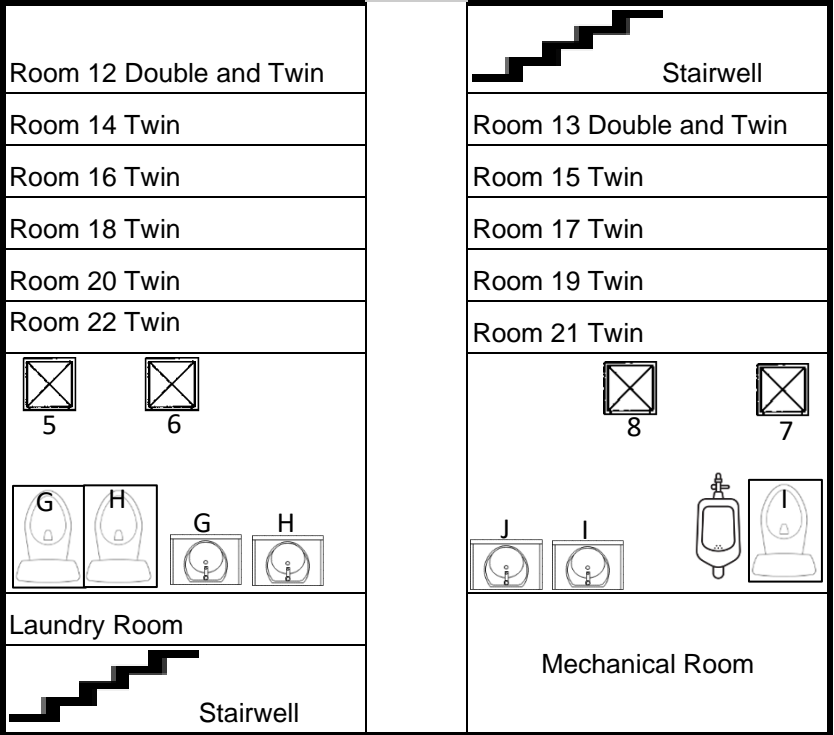 Room 12 Double and Twin
Stairwell
Room 14 Twin
Room 13 Double and Twin
Room 16 Twin
Room 15 Twin
Room 18 Twin
Room 17 Twin
Room 20 Twin
Room 19 Twin
Room 22 Twin
Room 21 Twin
5
6
8
7
G
H
G
H
J
I
I
Laundry Room
Mechanical Room
Stairwell